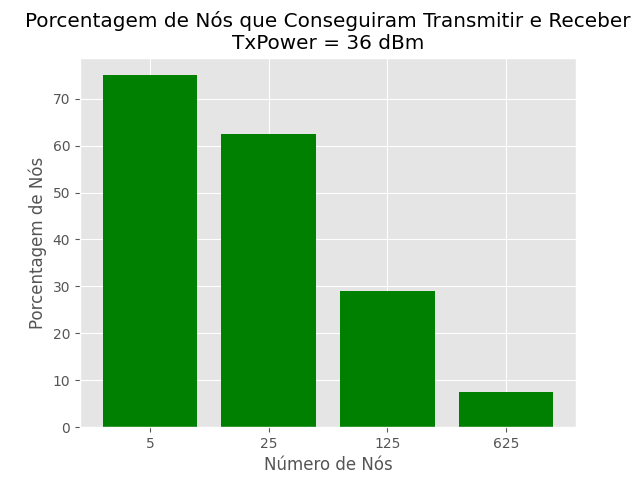 Porcentagem de Nós que Conseguiram Transmitir e Receber
TxPower = 36 dBm
70
60
50
40
30
20
10
0
Porcentagem de Nós
5 25 125 625
Número de Nós